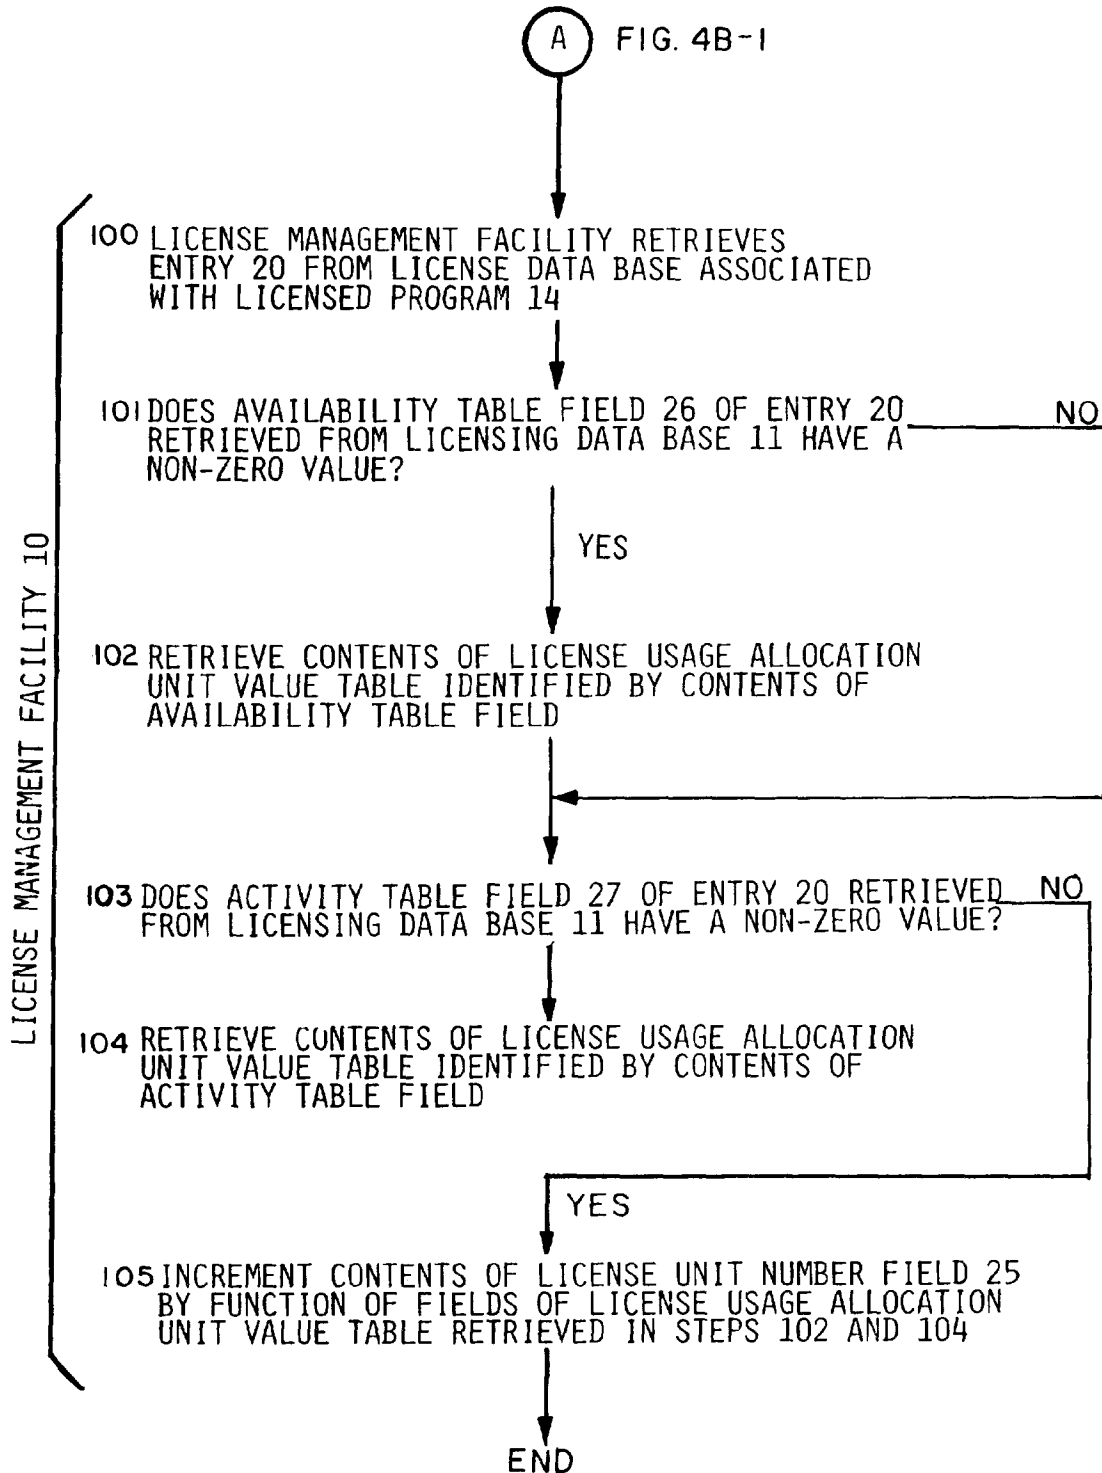 A FIG. 4B-1
100 LICENSE MANAGEMENT FACILITY RETRIEVES
ENTRY 20 FROM LICENSE DATA BASE ASSOCIATED
WITH LICENSED PROGRAM 14
101 DOES AVAILABILITY TABLE FIELD 26 OF ENTRY 20
RETRIEVED FROM LICENSING DATA BASE 11 HAVE A
NON-ZERO VALUE?
NO
YES
102 RETRIEVE CONTENTS OF LICENSE USAGE ALLOCATION
UNIT VALUE TABLE IDENTIFIED BY CONTENTS OF
AVAILABILITY TABLE FIELD
103 DOES ACTIVITY TABLE FIELD 27 OF ENTRY 20 RETRIEVED
FROM LICENSING DATA BASE 11 HAVE A NON-ZERO VALUE?
NO
104 RETRIEVE CONTENTS OF LICENSE USAGE ALLOCATION
UNIT VALUE TABLE IDENTIFIED BY CONTENTS OF
ACTIVITY TABLE FIELD
YES
105 INCREMENT CONTENTS OF LICENSE UNIT NUMBER FIELD 25
BY FUNCTION OF FIELDS OF LICENSE USAGE ALLOCATION
UNIT VALUE TABLE RETRIEVED IN STEPS 102 AND 104
END
LICENSE MANAGEMENT FACILITY 10